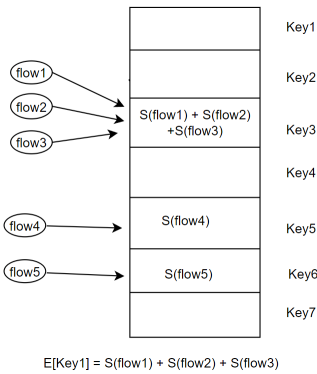 Key1
flow1
Key2
flow2
S(flow1) + S(flow2)
+S(flow3)
Key3
flow3
Key4
flow4
S(flow4)
Key5
flow5
S(flow5)
Key6
Key7
E[Key1] = S(flow1) + S(flow2) + S(flow3)